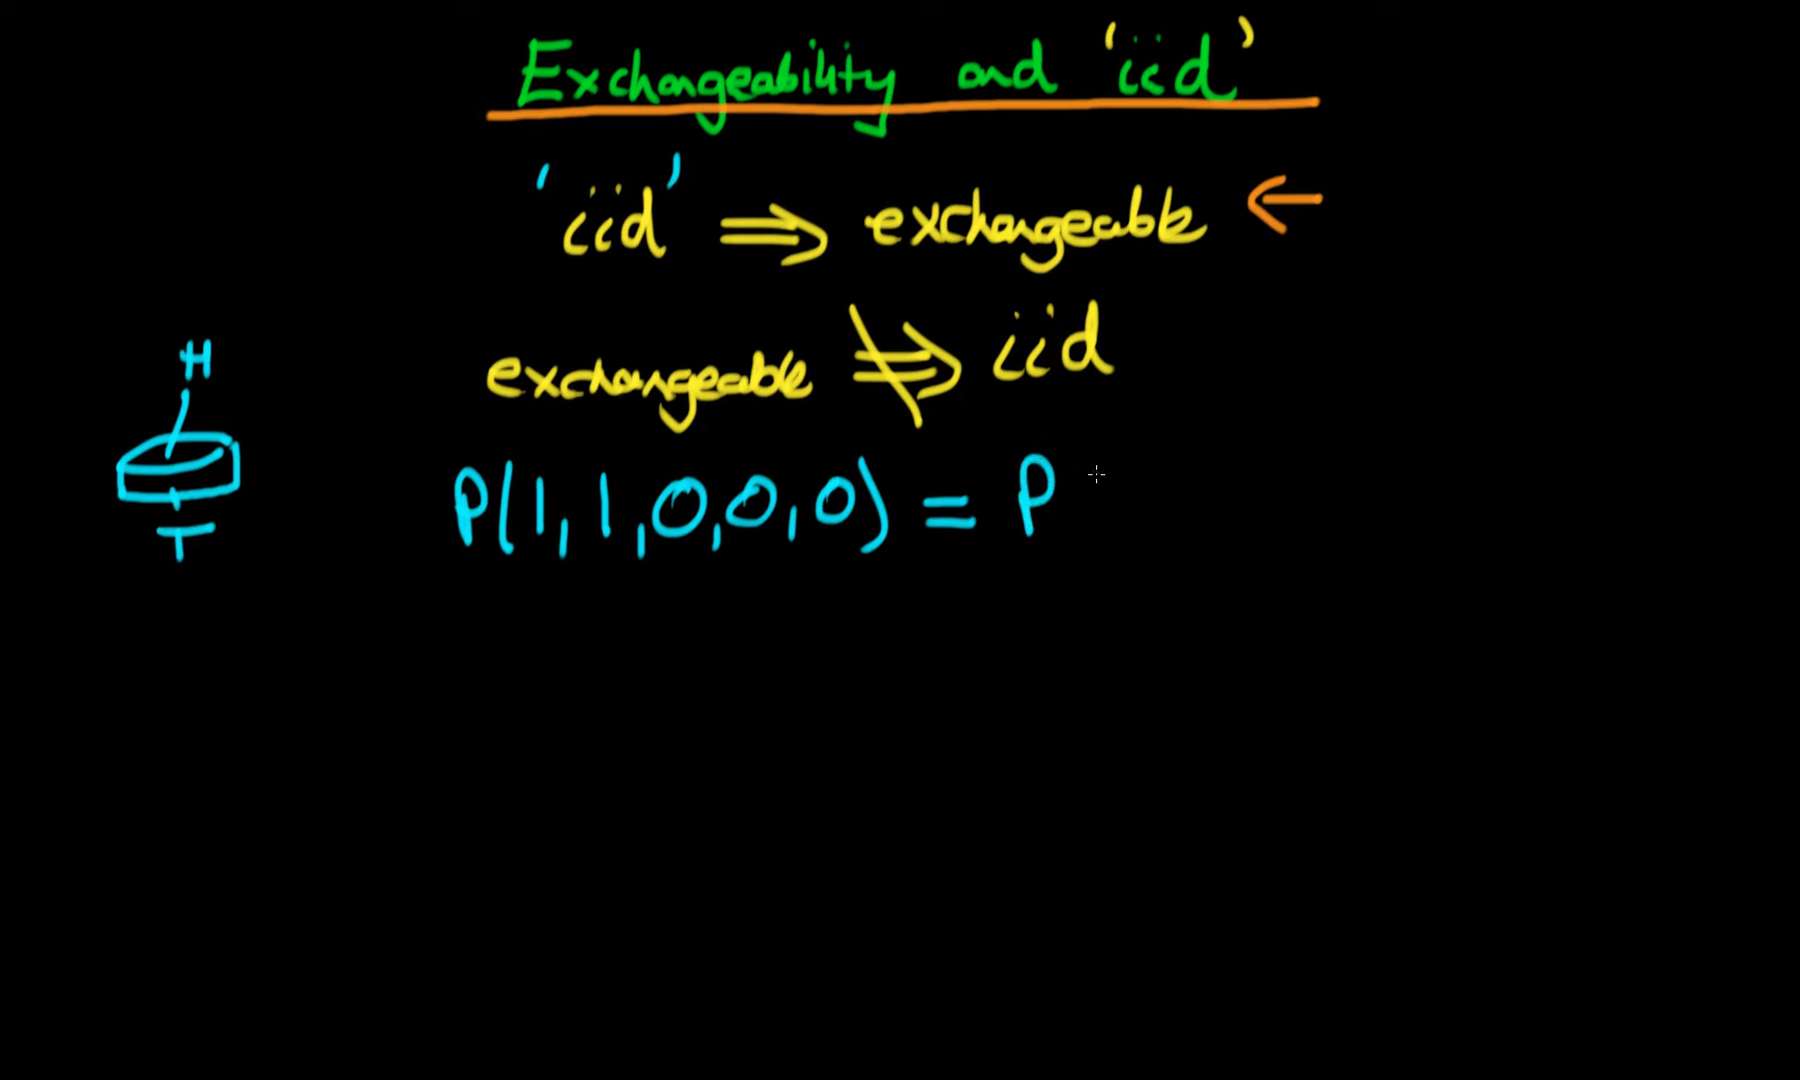 Exchangeability and 'iid'
'iid' ⇒ exchangeable ←
exchangeable ⇏ iid
H
T
P(1,1,0,0,0) = P